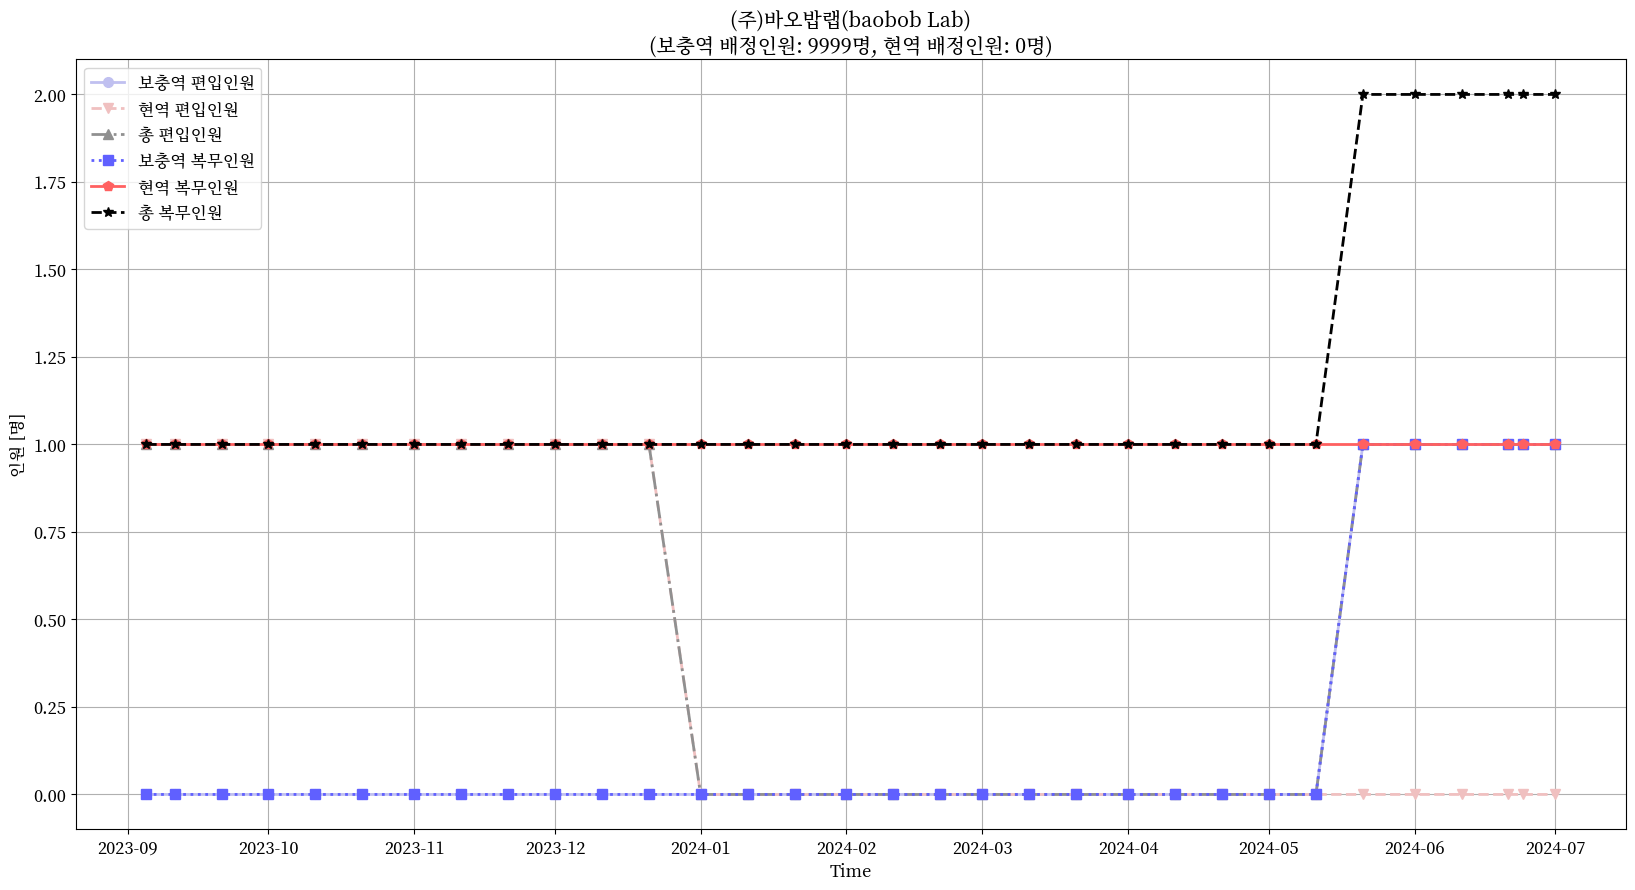 (주)바오밥랩(baobob Lab)
(보충역 배정인원: 9999명, 현역 배정인원: 0명)
보충역 편입인원
현역 편입인원
총 편입인원
보충역 복무인원
현역 복무인원
총 복무인원
인원 [명]
2.00
1.75
1.50
1.25
1.00
0.75
0.50
0.25
0.00
2023-09
2023-10
2023-11
2023-12
2024-01
2024-02
2024-03
2024-04
2024-05
2024-06
2024-07
Time